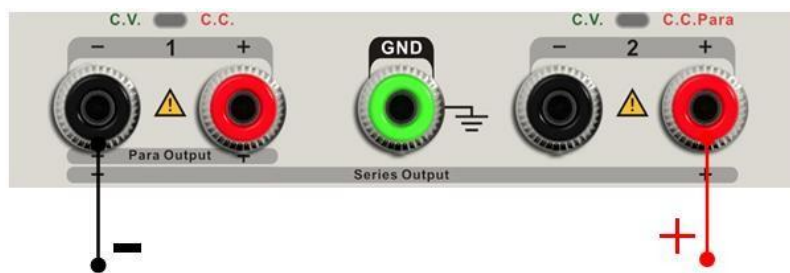 C.V. C.C. C.V. C.C.Para
− 1 + GND − 2 +
Para Output
Series Output
− +